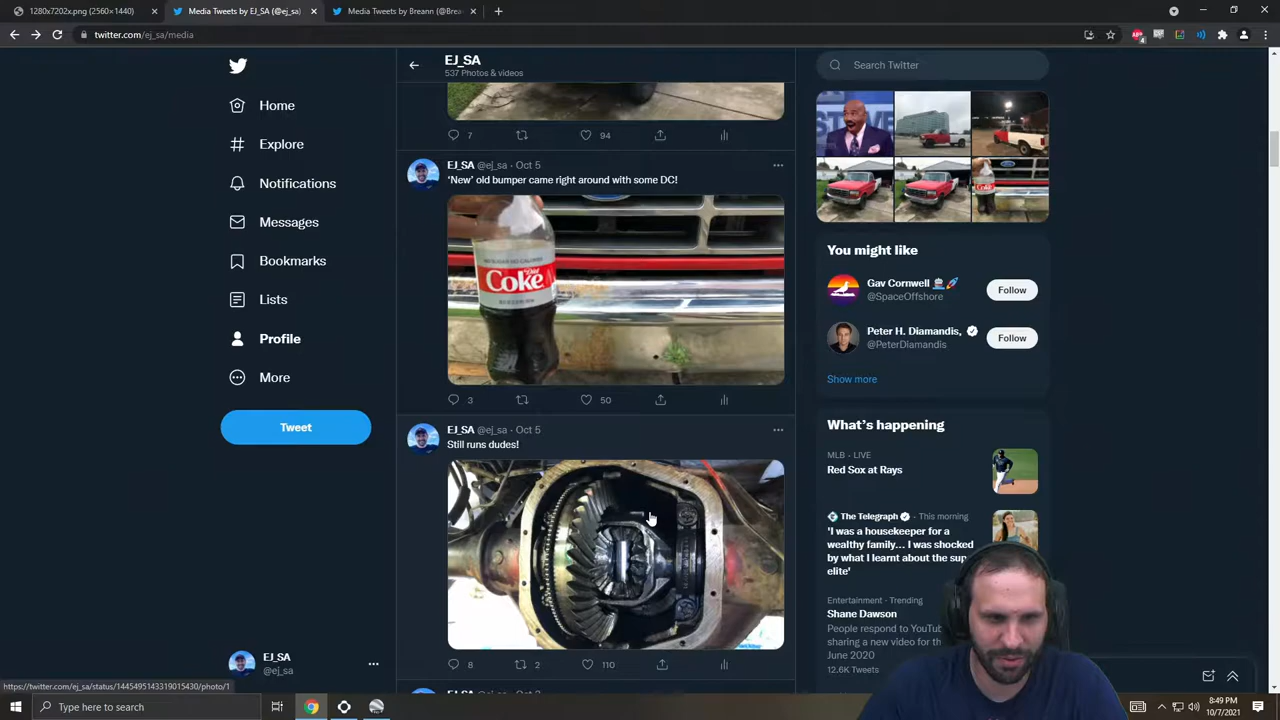 1280x7202x.png (2560×1440)
Media Tweets by EJ_SA (@ej_sa)
Media Tweets by Breann (@Brea
twitter.com/ej_sa/media
EJ_SA
537 Photos & videos
Search Twitter
Home
Explore
Notifications
Messages
Bookmarks
Lists
Profile
More
Tweet
7
94
EJ_SA @ej_sa · Oct 5
'New' old bumper came right around with some DC!
Diet
Coke
3
50
EJ_SA @ej_sa · Oct 5
Still runs dudes!
8
2
110
You might like
Gav Cornwell
@SpaceOffshore
Follow
Peter H. Diamandis,
@PeterDiamandis
Follow
Show more
What's happening
MLB · LIVE
Red Sox at Rays
The Telegraph · This morning
'I was a housekeeper for a
wealthy family... I was shocked
by what I learnt about the sup
elite'
Entertainment · Trending
Shane Dawson
People respond to YouTub
sharing a new video for th
June 2020
12.6K Tweets
EJ_SA
@ej_sa
https://twitter.com/ej_sa/status/1445495143319015430/photo/1
Type here to search
8:49 PM
10/7/2021